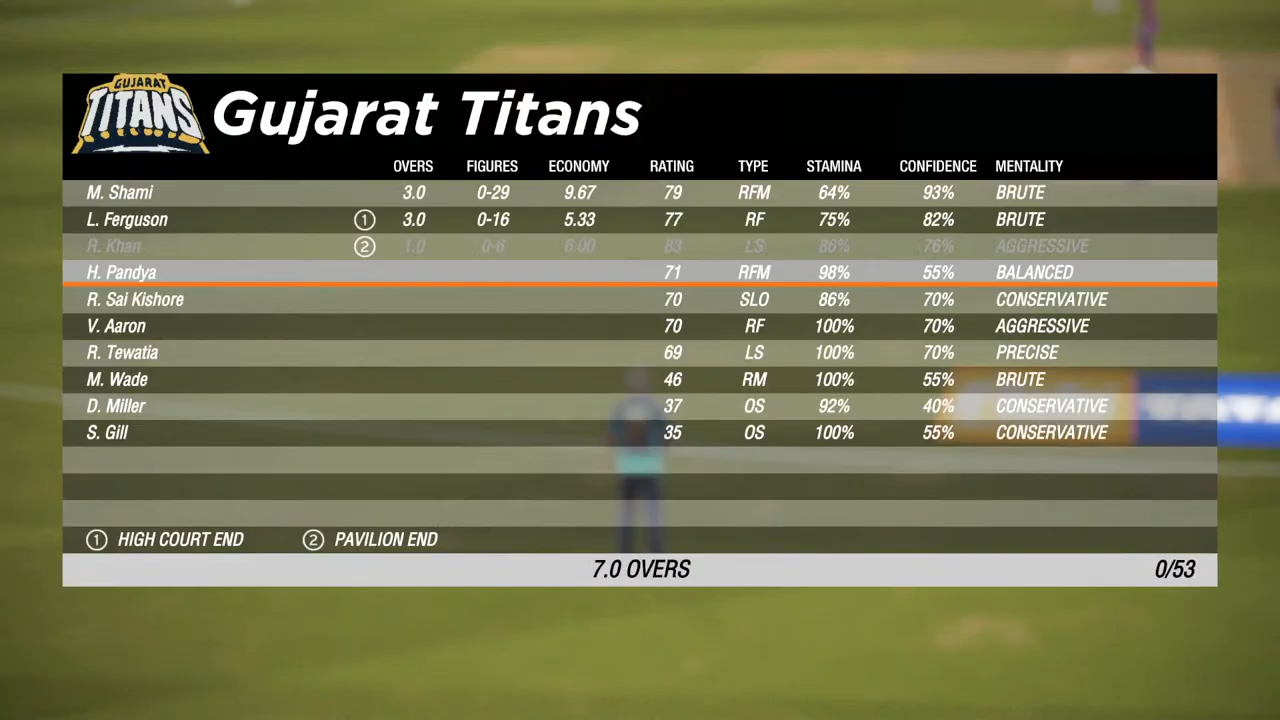 GUJARAT
TITANS
Gujarat Titans
OVERS FIGURES ECONOMY RATING TYPE STAMINA CONFIDENCE MENTALITY
M. Shami 3.0 0-29 9.67 79 RFM 64% 93% BRUTE
L. Ferguson 1 3.0 0-16 5.33 77 RF 75% 82% BRUTE
R. Khan 2 1.0 0-6 6.00 83 LS 86% 76% AGGRESSIVE
H. Pandya 71 RFM 98% 55% BALANCED
R. Sai Kishore 70 SLO 86% 70% CONSERVATIVE
V. Aaron 70 RF 100% 70% AGGRESSIVE
R. Tewatia 69 LS 100% 70% PRECISE
M. Wade 46 RM 100% 55% BRUTE
D. Miller 37 OS 92% 40% CONSERVATIVE
S. Gill 35 OS 100% 55% CONSERVATIVE
1 HIGH COURT END 2 PAVILION END
7.0 OVERS 0/53